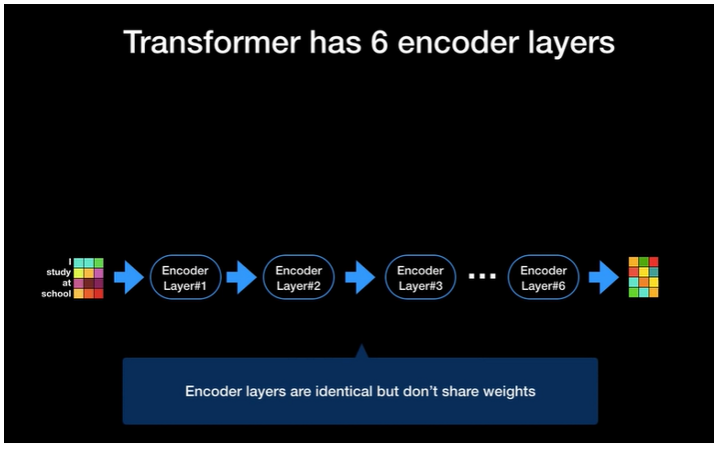 Transformer has 6 encoder layers
I
study
at
school
Encoder
Layer#1
Encoder
Layer#2
Encoder
Layer#3
...
Encoder
Layer#6
Encoder layers are identical but don’t share weights